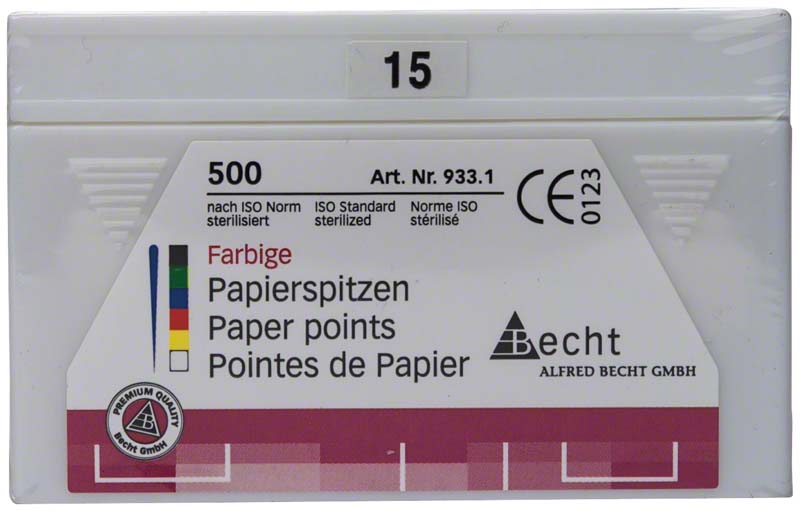 15
500 Art. Nr. 933.1
nach ISO Norm ISO Standard Norme ISO
sterilisiert sterilized stérilisé
CE 0123
Farbige
Papierspitzen
Paper points
Pointes de Papier
Becht
ALFRED BECHT GMBH
PREMIUM QUALITY
B
Becht GmbH